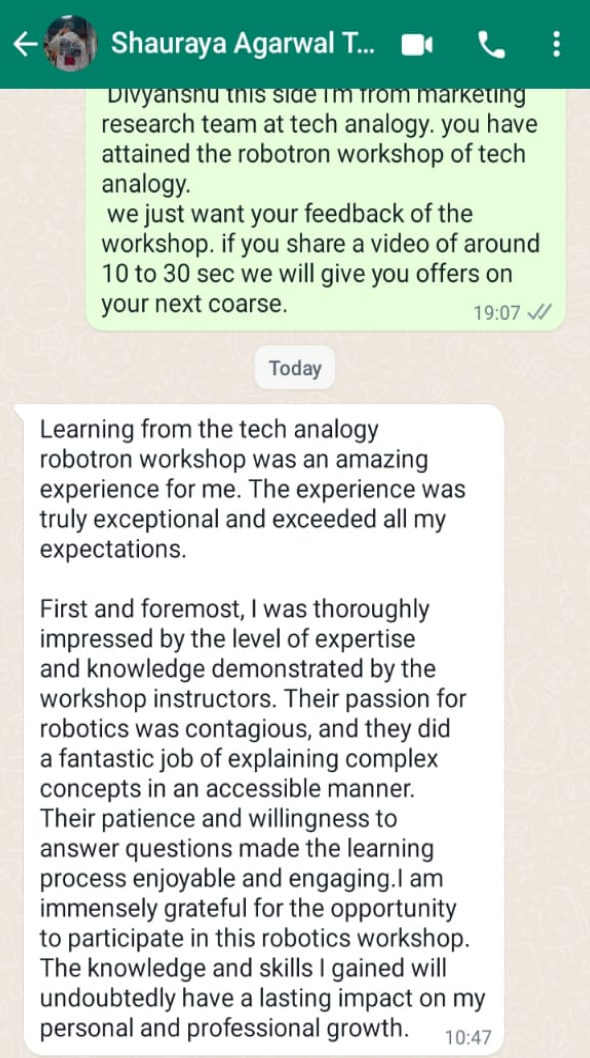 Shauraya Agarwal T...
Divyanshu this side I'm from marketing
research team at tech analogy. you have
attained the robotron workshop of tech
analogy.
we just want your feedback of the
workshop. if you share a video of around
10 to 30 sec we will give you offers on
your next coarse.
19:07
Today
Learning from the tech analogy
robotron workshop was an amazing
experience for me. The experience was
truly exceptional and exceeded all my
expectations.
First and foremost, I was thoroughly
impressed by the level of expertise
and knowledge demonstrated by the
workshop instructors. Their passion for
robotics was contagious, and they did
a fantastic job of explaining complex
concepts in an accessible manner.
Their patience and willingness to
answer questions made the learning
process enjoyable and engaging.I am
immensely grateful for the opportunity
to participate in this robotics workshop.
The knowledge and skills I gained will
undoubtedly have a lasting impact on my
personal and professional growth.
10:47